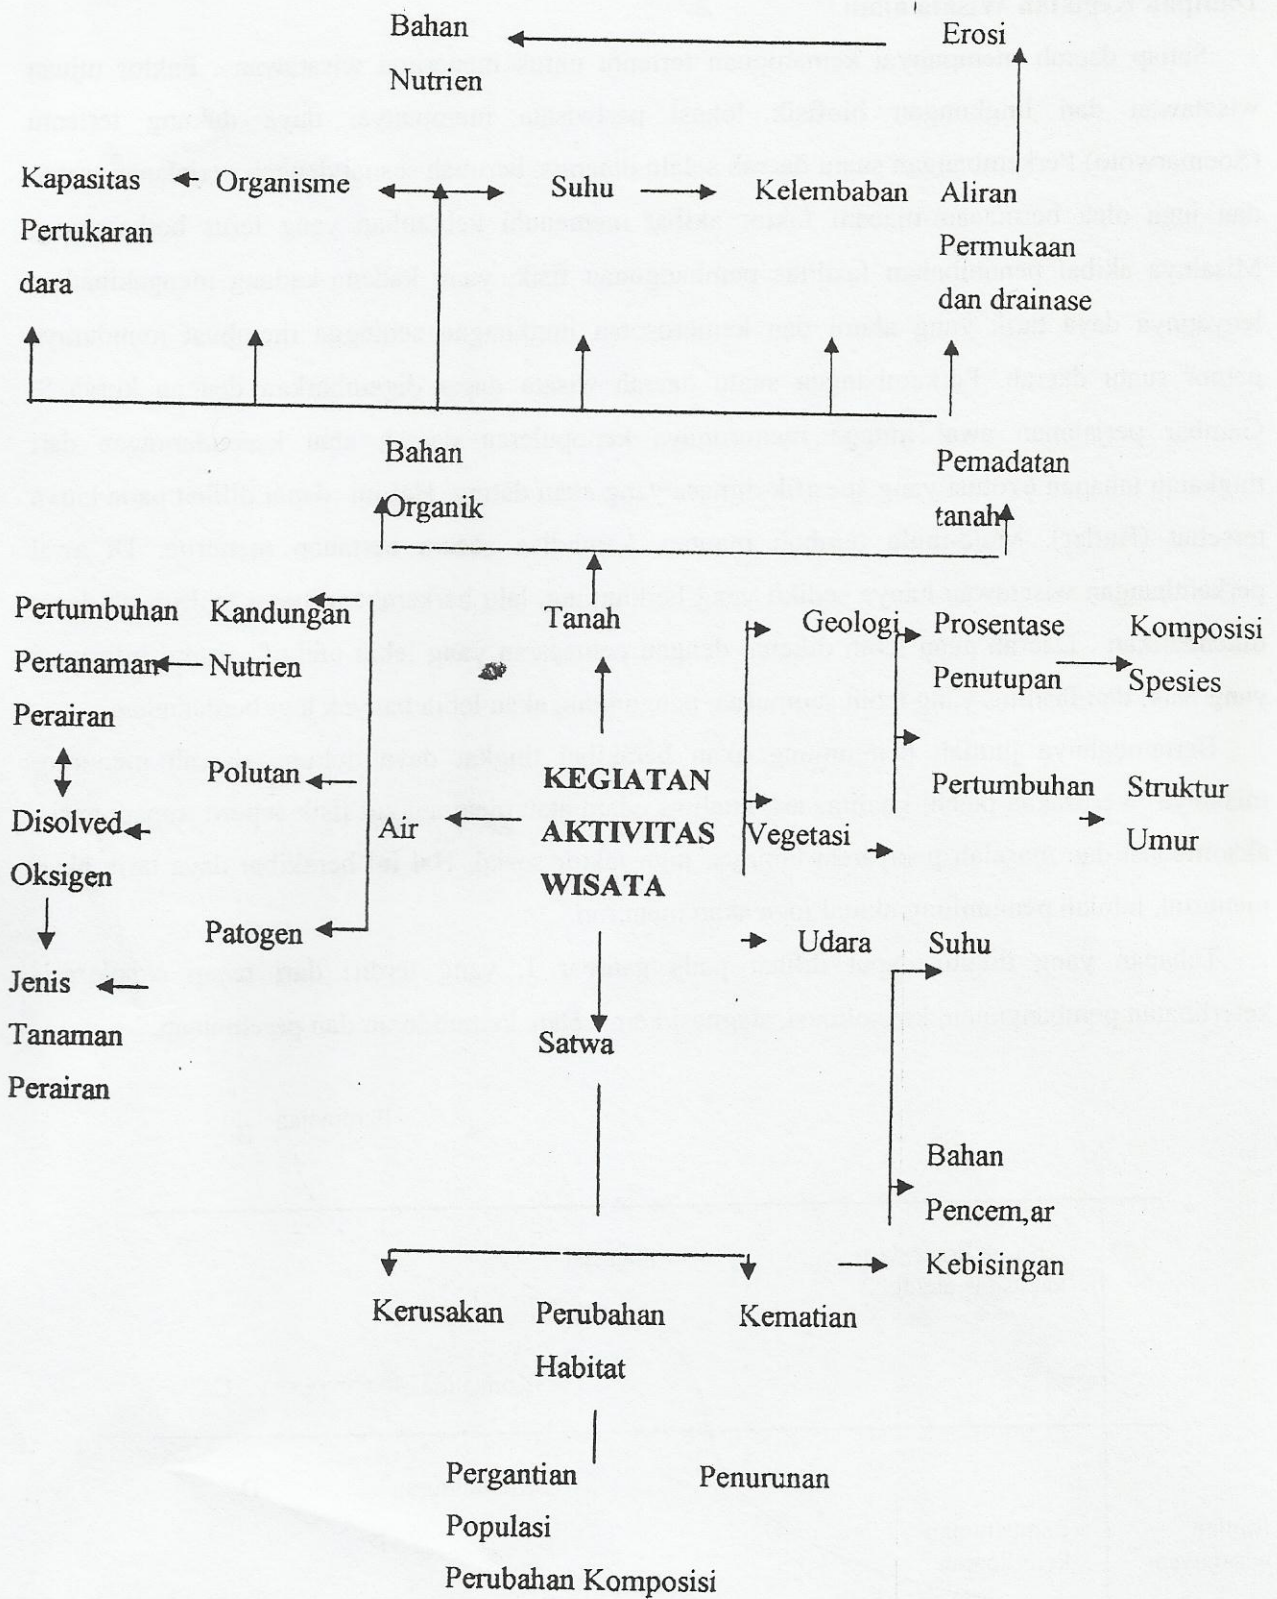 Bahan
Nutrien
Erosi
Kapasitas
Pertukaran
dara
Organisme
Suhu
Kelembaban
Aliran
Permukaan
dan drainase
Bahan
Organik
Pemadatan
tanah
Pertumbuhan
Pertanaman
Perairan
Kandungan
Nutrien
Tanah
Geologi
Prosentase
Penutupan
Komposisi
Spesies
Polutan
KEGIATAN
AKTIVITAS
WISATA
Pertumbuhan
Struktur
Umur
Disolved
Oksigen
Air
Vegetasi
Patogen
Udara
Suhu
Jenis
Tanaman
Perairan
Satwa
Bahan
Pencem,ar
Kebisingan
Kerusakan
Perubahan
Habitat
Kematian
Pergantian
Populasi
Perubahan Komposisi
Penurunan